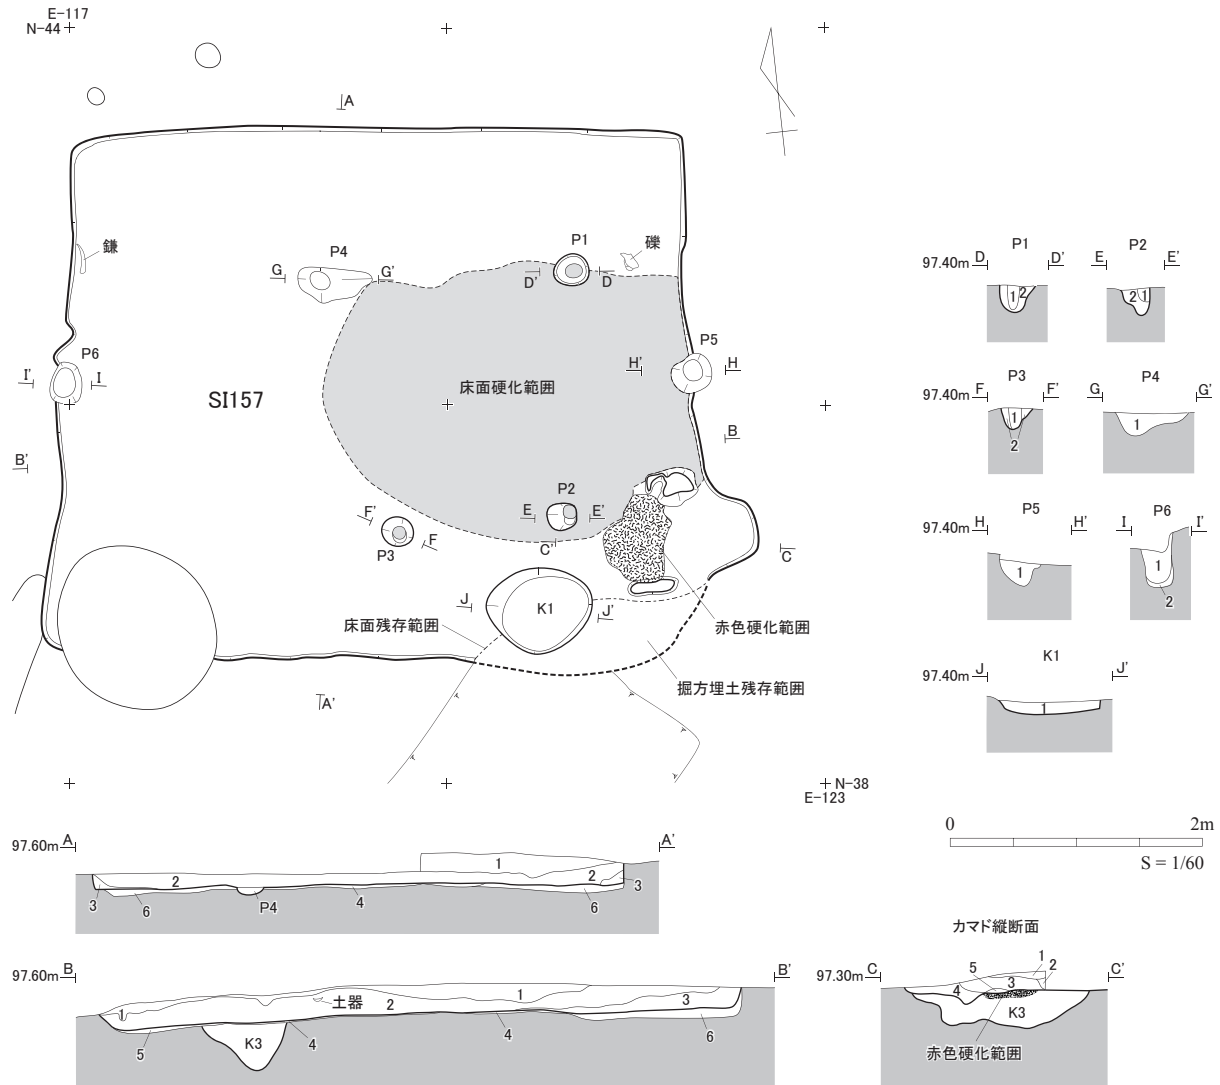 E-117
N-44
A
鎌
P4
G
G'
P1
D'
D
礫
P6
I'
I
SI157
床面硬化範囲
P5
H'
H
B
B'
P2
E
E'
C'
F'
F
P3
C
J
K1
J'
床面残存範囲
赤色硬化範囲
掘方埋土残存範囲
A'
N-38
E-123
P1
97.40m D
D'
1
2
P2
E
E'
2
1
P3
97.40m F
F'
1
2
P4
G
G'
1
P5
97.40m H
H'
1
P6
I
I'
1
2
K1
97.40m J
J'
1
0
2m
S = 1/60
97.60m A
A'
1
2
2
3
3
6
P4
4
6
97.60m B
B'
1
土器
2
1
3
5
K3
4
4
6
カマド縦断面
97.30m C
C'
5
1
2
4
3
K3
赤色硬化範囲